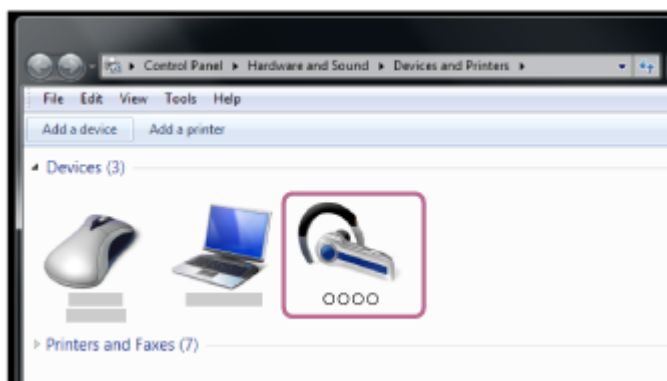 Control Panel ▸ Hardware and Sound ▸ Devices and Printers ▸
File Edit View Tools Help
Add a device Add a printer
Devices (3)
OOOO
Printers and Faxes (7)